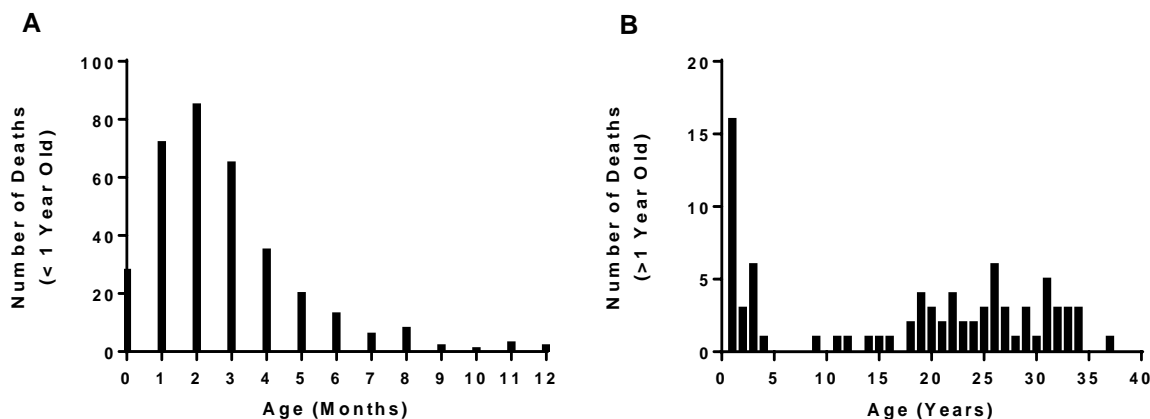 A
Number of Deaths
(< 1 Year Old)
100
80
60
40
20
0
0 1 2 3 4 5 6 7 8 9 10 11 12
Age (Months)
B
Number of Deaths
(>1 Year Old)
20
15
10
5
0
0 5 10 15 20 25 30 35 40
Age (Years)